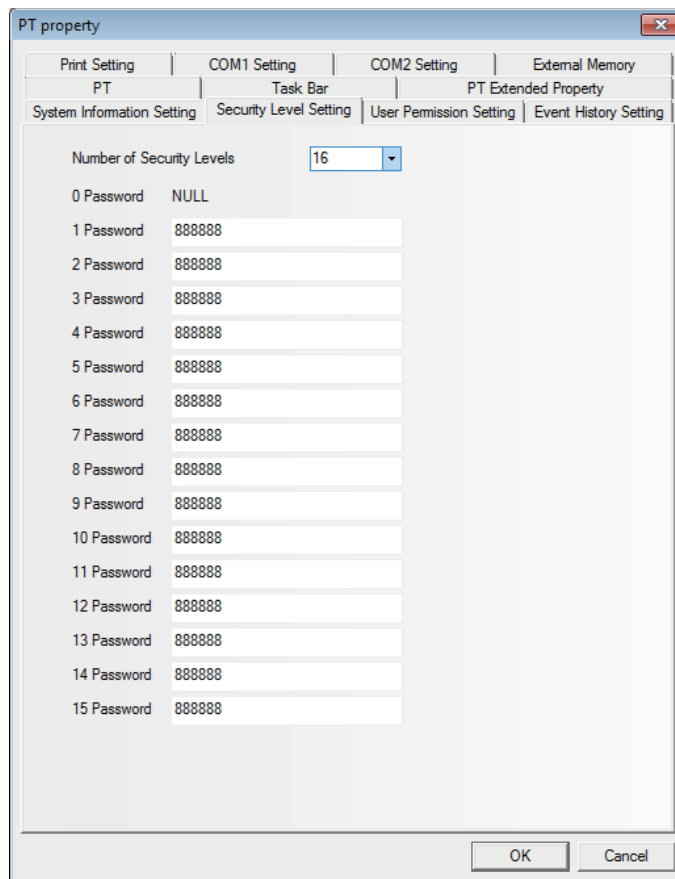 PT property
Print Setting COM1 Setting COM2 Setting External Memory
PT Task Bar PT Extended Property
System Information Setting Security Level Setting User Permission Setting Event History Setting
Number of Security Levels 16
0 Password NULL
1 Password 888888
2 Password 888888
3 Password 888888
4 Password 888888
5 Password 888888
6 Password 888888
7 Password 888888
8 Password 888888
9 Password 888888
10 Password 888888
11 Password 888888
12 Password 888888
13 Password 888888
14 Password 888888
15 Password 888888
OK Cancel